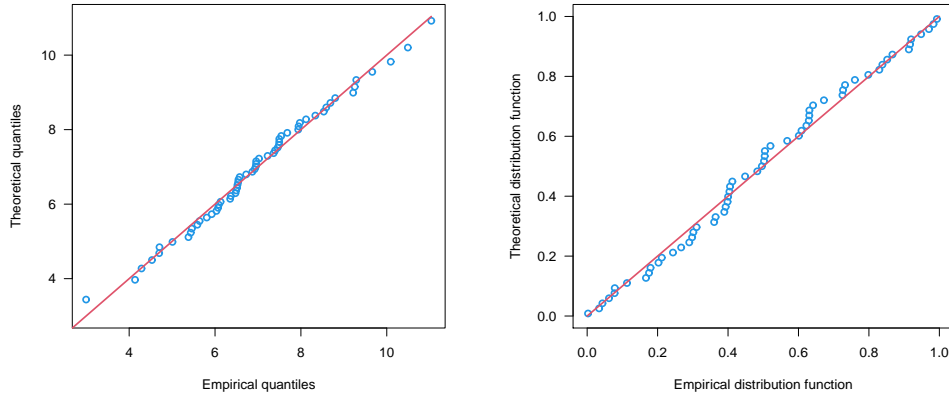 10
8
6
4
Theoretical quantiles
4 6 8 10
Empirical quantiles
1.0
0.8
0.6
0.4
0.2
0.0
Theoretical distribution function
0.0 0.2 0.4 0.6 0.8 1.0
Empirical distribution function